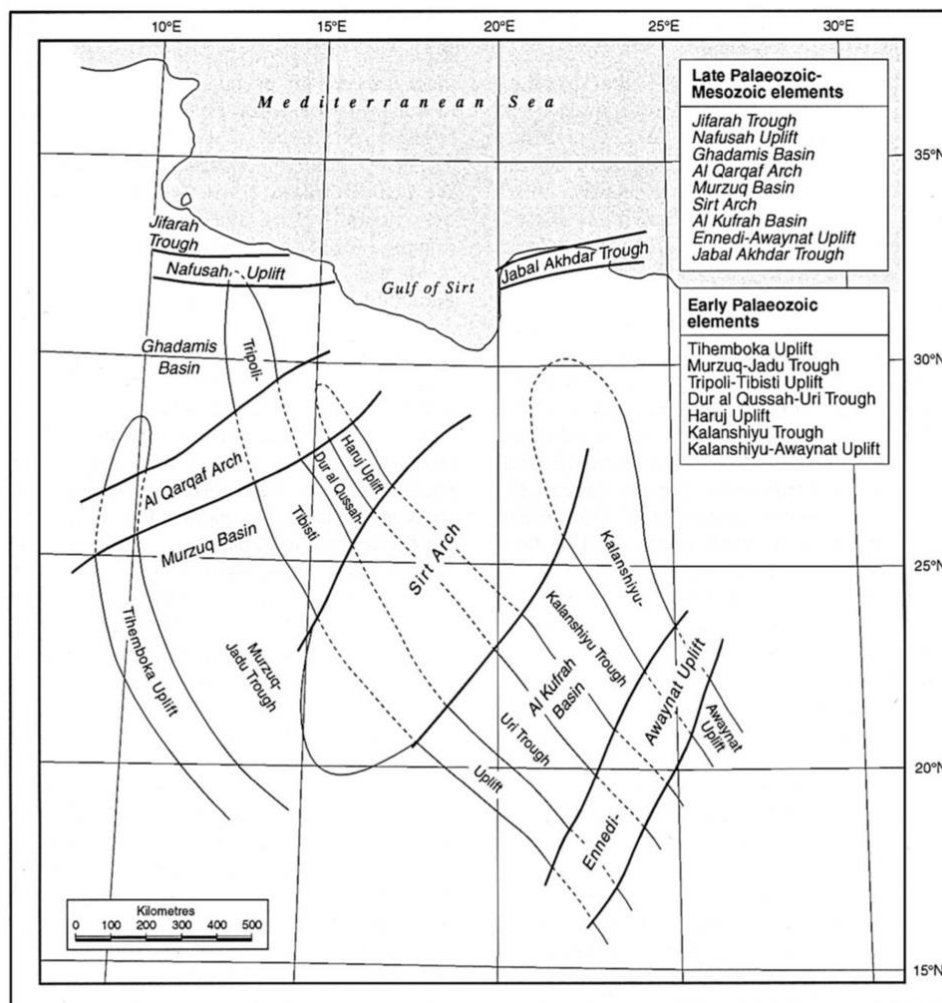 10°E
15°E
20°E
25°E
30°E
Mediterranean Sea
Late Palaeozoic-
Mesozoic elements
Jifarah Trough
Nafusah Uplift
Ghadamis Basin
Al Qarqaf Arch
Murzuq Basin
Sirt Arch
Al Kufrah Basin
Ennedi-Awaynat Uplift
Jabal Akhdar Trough
35°N
Early Palaeozoic
elements
Tihemboka Uplift
Murzuq-Jadu Trough
Tripoli-Tibisti Uplift
Dur al Qussah-Uri Trough
Haruj Uplift
Kalanshiyu Trough
Kalanshiyu-Awaynat Uplift
30°N
Jifarah
Trough
Nafusah Uplift
Gulf of Sirt
Jabal Akhdar Trough
Ghadamis
Basin
Tripoli-
Tibisti
Uplift
Haruj Uplift
Dur al Qussah-
Uri Trough
Al Qarqaf Arch
Murzuq Basin
Sirt Arch
Kalanshiyu-
Awaynat
Uplift
25°N
Tihemboka Uplift
Murzuq-
Jadu Trough
Kalanshiyu Trough
Al Kufrah
Basin
Ennedi-
Awaynat Uplift
20°N
Kilometres
0 100 200 300 400 500
15°N